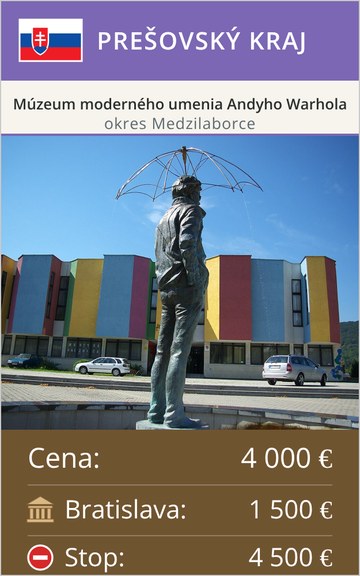 PREŠOVSKÝ KRAJ
Múzeum moderného umenia Andyho Warhola
okres Medzilaborce
Cena: 4 000 €
Bratislava: 1 500 €
Stop: 4 500 €